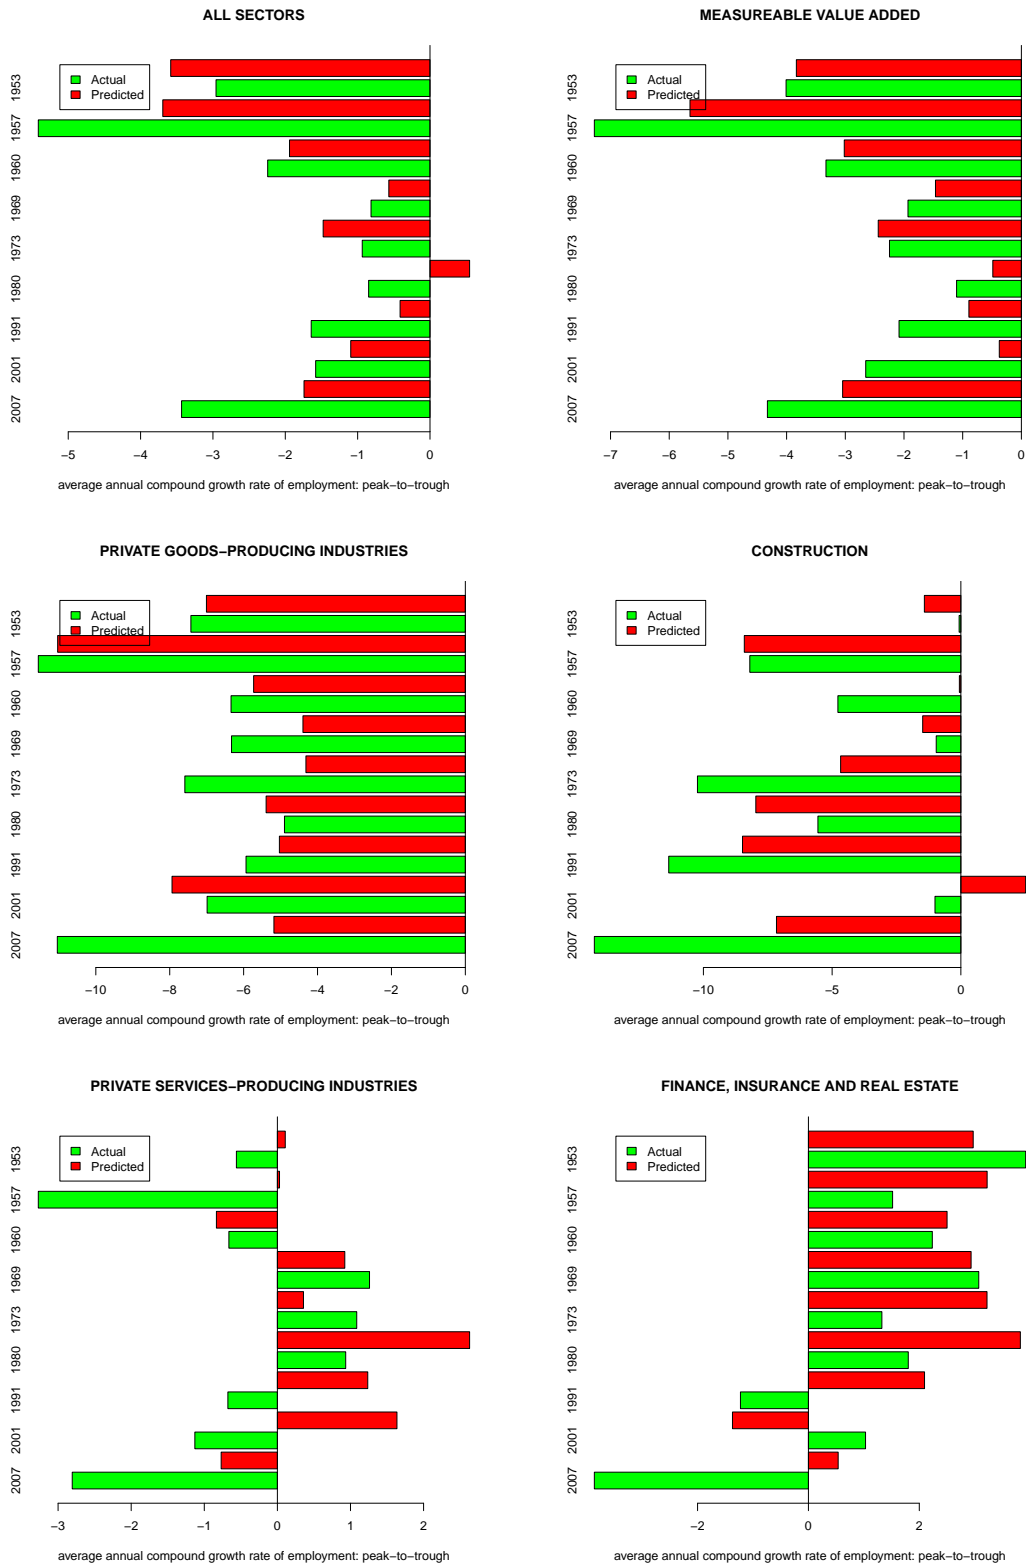 ALL SECTORS
Actual
Predicted
1953
1957
1960
1969
1973
1980
1991
2001
2007
−5 −4 −3 −2 −1 0
average annual compound growth rate of employment: peak−to−trough
MEASUREABLE VALUE ADDED
Actual
Predicted
1953
1957
1960
1969
1973
1980
1991
2001
2007
−7 −6 −5 −4 −3 −2 −1 0
average annual compound growth rate of employment: peak−to−trough
PRIVATE GOODS−PRODUCING INDUSTRIES
Actual
Predicted
1953
1957
1960
1969
1973
1980
1991
2001
2007
−10 −8 −6 −4 −2 0
average annual compound growth rate of employment: peak−to−trough
CONSTRUCTION
Actual
Predicted
1953
1957
1960
1969
1973
1980
1991
2001
2007
−10 −5 0
average annual compound growth rate of employment: peak−to−trough
PRIVATE SERVICES−PRODUCING INDUSTRIES
Actual
Predicted
1953
1957
1960
1969
1973
1980
1991
2001
2007
−3 −2 −1 0 1 2
average annual compound growth rate of employment: peak−to−trough
FINANCE, INSURANCE AND REAL ESTATE
Actual
Predicted
1953
1957
1960
1969
1973
1980
1991
2001
2007
−2 0 2
average annual compound growth rate of employment: peak−to−trough